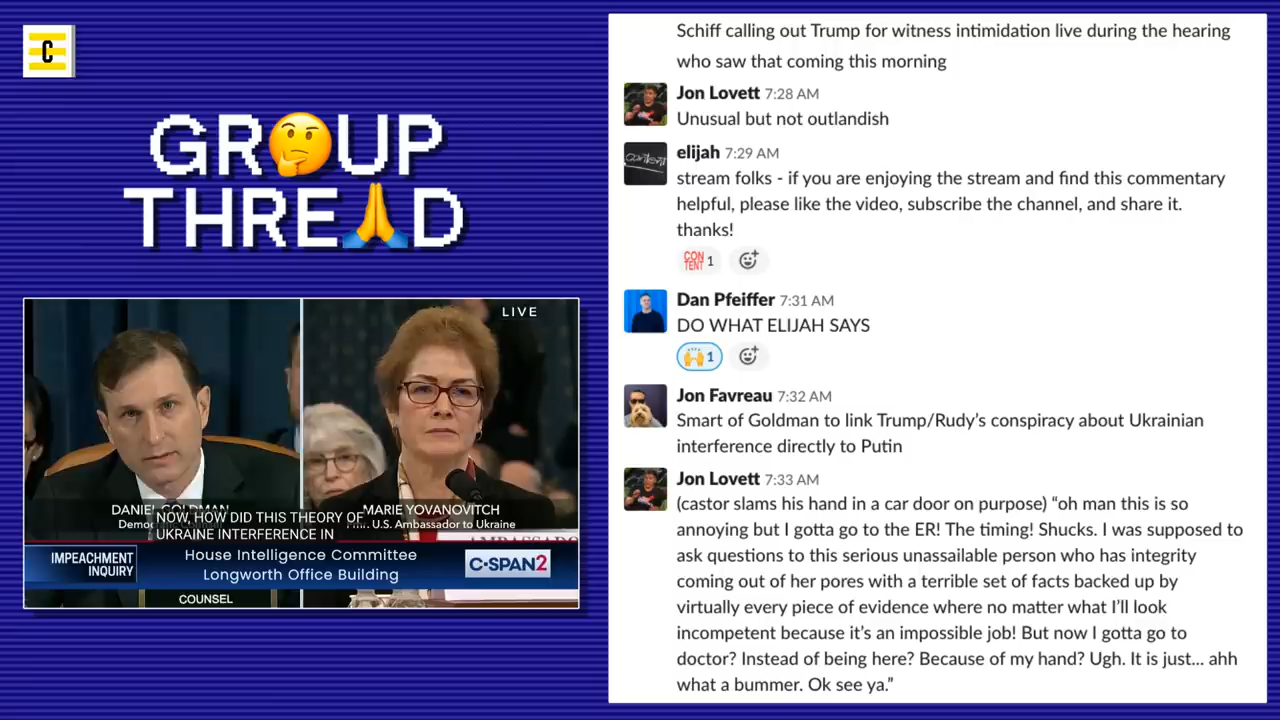 C
GR🤔UP
THRE🙏D
LIVE
DANIEL GOLDMAN
MARIE YOVANOVITCH
NOW, HOW DID THIS THEORY OF
U.S. Ambassador to Ukraine
UKRAINE INTERFERENCE IN
IMPEACHMENT
INQUIRY
House Intelligence Committee
Longworth Office Building
C-SPAN2
COUNSEL
Schiff calling out Trump for witness intimidation live during the hearing
who saw that coming this morning
Jon Lovett 7:28 AM
Unusual but not outlandish
elijah 7:29 AM
content
stream folks - if you are enjoying the stream and find this commentary
helpful, please like the video, subscribe the channel, and share it.
thanks!
CON
TENT 1
Dan Pfeiffer 7:31 AM
DO WHAT ELIJAH SAYS
🙌 1
Jon Favreau 7:32 AM
Smart of Goldman to link Trump/Rudy’s conspiracy about Ukrainian
interference directly to Putin
Jon Lovett 7:33 AM
(castor slams his hand in a car door on purpose) “oh man this is so
annoying but I gotta go to the ER! The timing! Shucks. I was supposed to
ask questions to this serious unassailable person who has integrity
coming out of her pores with a terrible set of facts backed up by
virtually every piece of evidence where no matter what I’ll look
incompetent because it’s an impossible job! But now I gotta go to
doctor? Instead of being here? Because of my hand? Ugh. It is just... ahh
what a bummer. Ok see ya.”